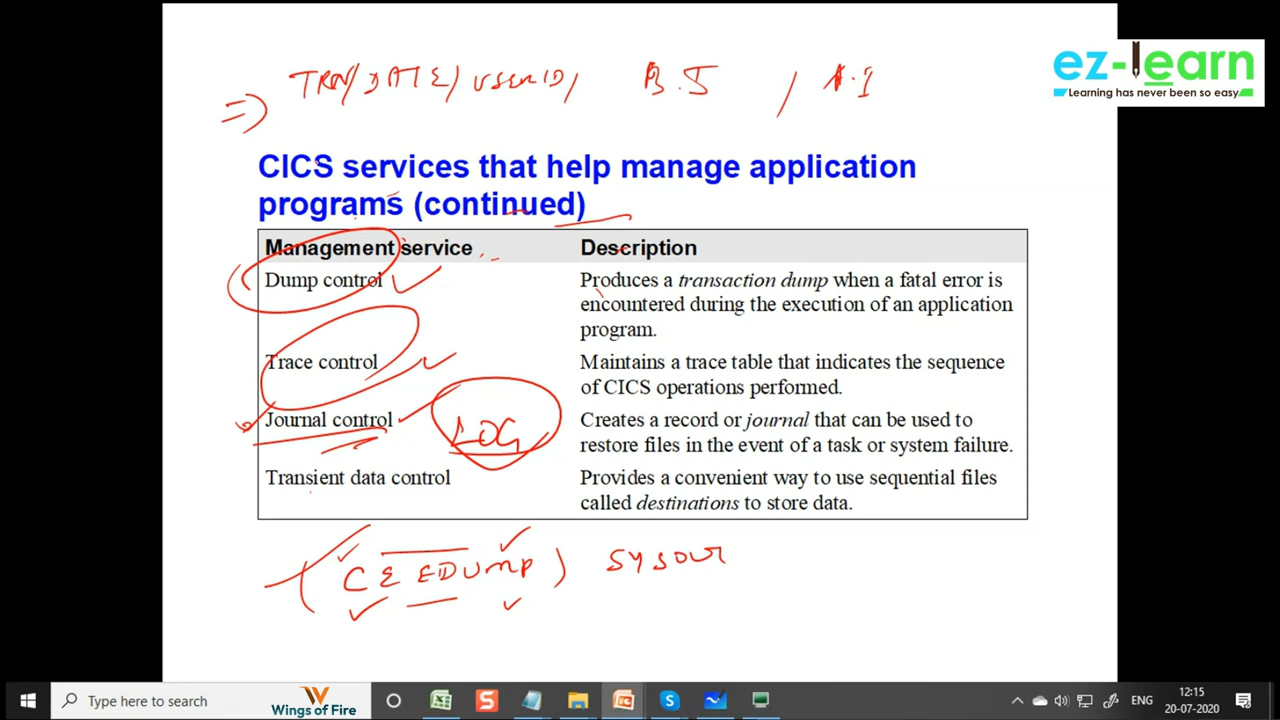 TRN/DATE/USERID/ B.I / A.I
ez-learn
Learning has never been so easy
CICS services that help manage application
programs (continued)
Management service Description
Dump control Produces a transaction dump when a fatal error is
encountered during the execution of an application
program.
Trace control Maintains a trace table that indicates the sequence
of CICS operations performed.
Journal control LOG Creates a record or journal that can be used to
restore files in the event of a task or system failure.
Transient data control Provides a convenient way to use sequential files
called destinations to store data.
(CEEDUMP) SYSOUT
Type here to search
Wings of Fire
ENG
12:15
20-07-2020